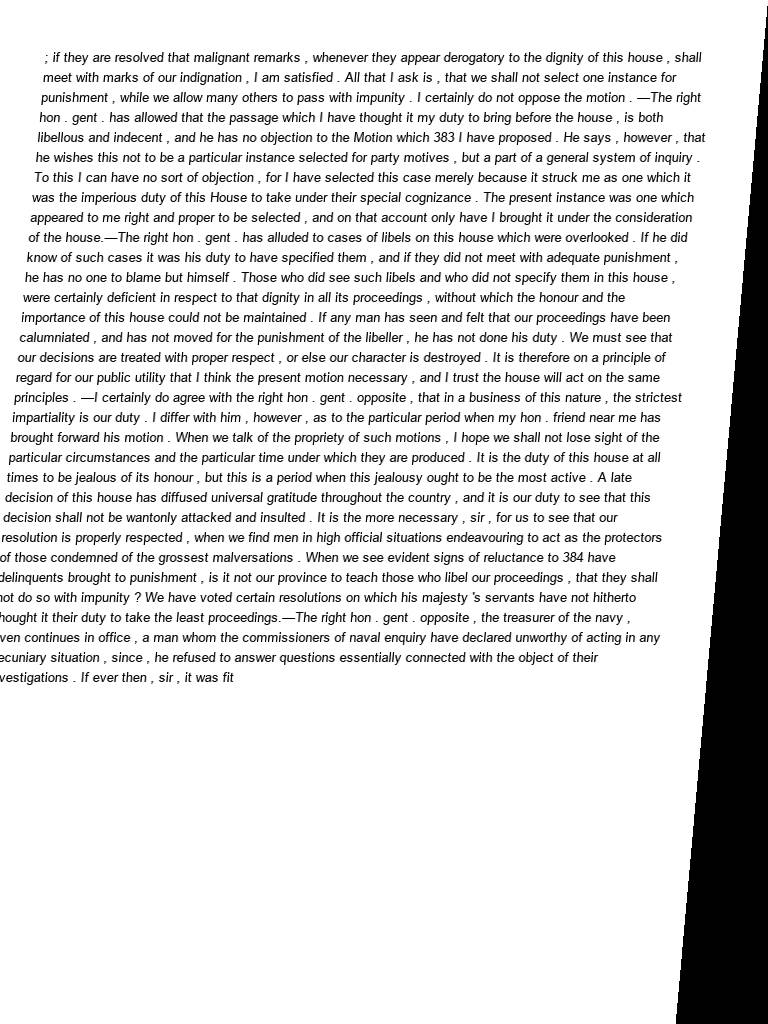 ; if they are resolved that malignant remarks , whenever they appear derogatory to the dignity of this house , shall
meet with marks of our indignation , I am satisfied . All that I ask is , that we shall not select one instance for
punishment , while we allow many others to pass with impunity . I certainly do not oppose the motion . —The right
hon . gent . has allowed that the passage which I have thought it my duty to bring before the house , is both
libellous and indecent , and he has no objection to the Motion which 383 I have proposed . He says , however , that
he wishes this not to be a particular instance selected for party motives , but a part of a general system of inquiry .
To this I can have no sort of objection , for I have selected this case merely because it struck me as one which it
was the imperious duty of this House to take under their special cognizance . The present instance was one which
appeared to me right and proper to be selected , and on that account only have I brought it under the consideration
of the house.—The right hon . gent . has alluded to cases of libels on this house which were overlooked . If he did
know of such cases it was his duty to have specified them , and if they did not meet with adequate punishment ,
he has no one to blame but himself . Those who did see such libels and who did not specify them in this house ,
were certainly deficient in respect to that dignity in all its proceedings , without which the honour and the
importance of this house could not be maintained . If any man has seen and felt that our proceedings have been
calumniated , and has not moved for the punishment of the libeller , he has not done his duty . We must see that
our decisions are treated with proper respect , or else our character is destroyed . It is therefore on a principle of
regard for our public utility that I think the present motion necessary , and I trust the house will act on the same
principles . —I certainly do agree with the right hon . gent . opposite , that in a business of this nature , the strictest
impartiality is our duty . I differ with him , however , as to the particular period when my hon . friend near me has
brought forward his motion . When we talk of the propriety of such motions , I hope we shall not lose sight of the
particular circumstances and the particular time under which they are produced . It is the duty of this house at all
times to be jealous of its honour , but this is a period when this jealousy ought to be the most active . A late
decision of this house has diffused universal gratitude throughout the country , and it is our duty to see that this
decision shall not be wantonly attacked and insulted . It is the more necessary , sir , for us to see that our
resolution is properly respected , when we find men in high official situations endeavouring to act as the protectors
of those condemned of the grossest malversations . When we see evident signs of reluctance to 384 have
delinquents brought to punishment , is it not our province to teach those who libel our proceedings , that they shall
not do so with impunity ? We have voted certain resolutions on which his majesty 's servants have not hitherto
hought it their duty to take the least proceedings.—The right hon . gent . opposite , the treasurer of the navy ,
ven continues in office , a man whom the commissioners of naval enquiry have declared unworthy of acting in any
ecuniary situation , since , he refused to answer questions essentially connected with the object of their
vestigations . If ever then , sir , it was fit